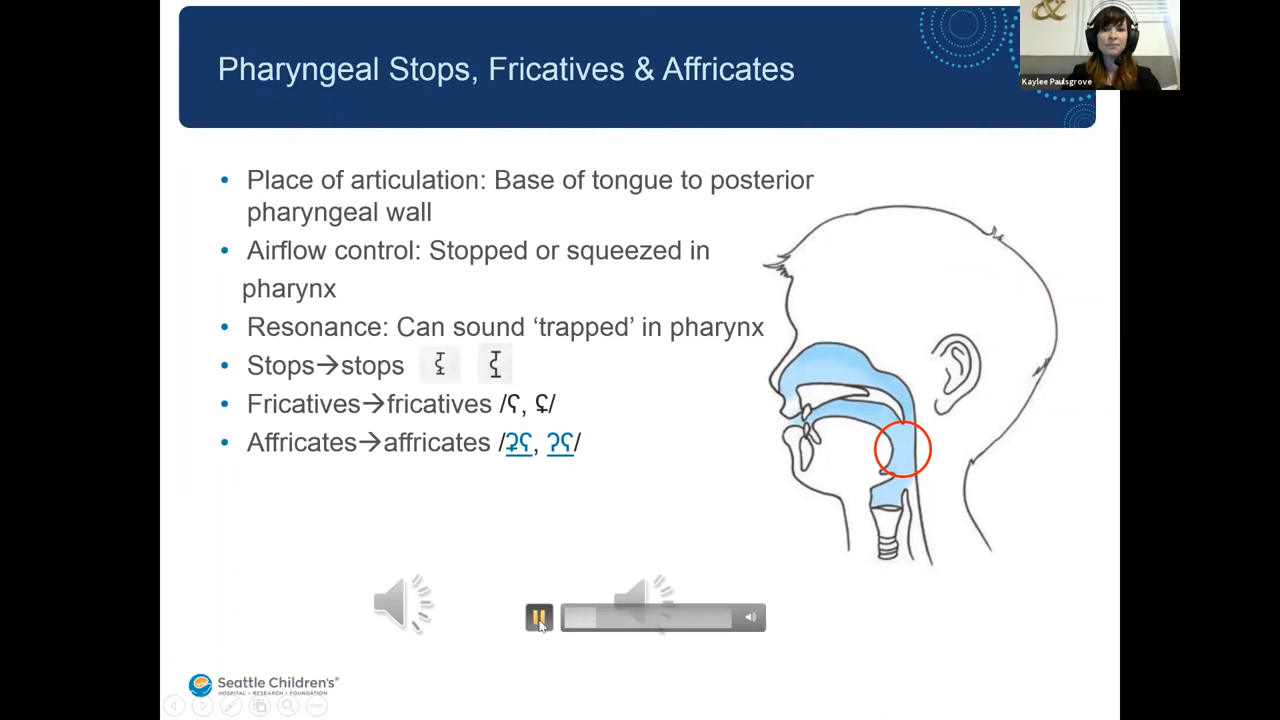 Pharyngeal Stops, Fricatives & Affricates
Kaylee Paulsgrove
• Place of articulation: Base of tongue to posterior
pharyngeal wall
• Airflow control: Stopped or squeezed in
pharynx
• Resonance: Can sound ‘trapped’ in pharynx
• Stops→stops
• Fricatives→fricatives /ʕ, ʢ/
• Affricates→affricates /ʡʕ, ʔʕ/
Seattle Children's®
HOSPITAL • RESEARCH • FOUNDATION